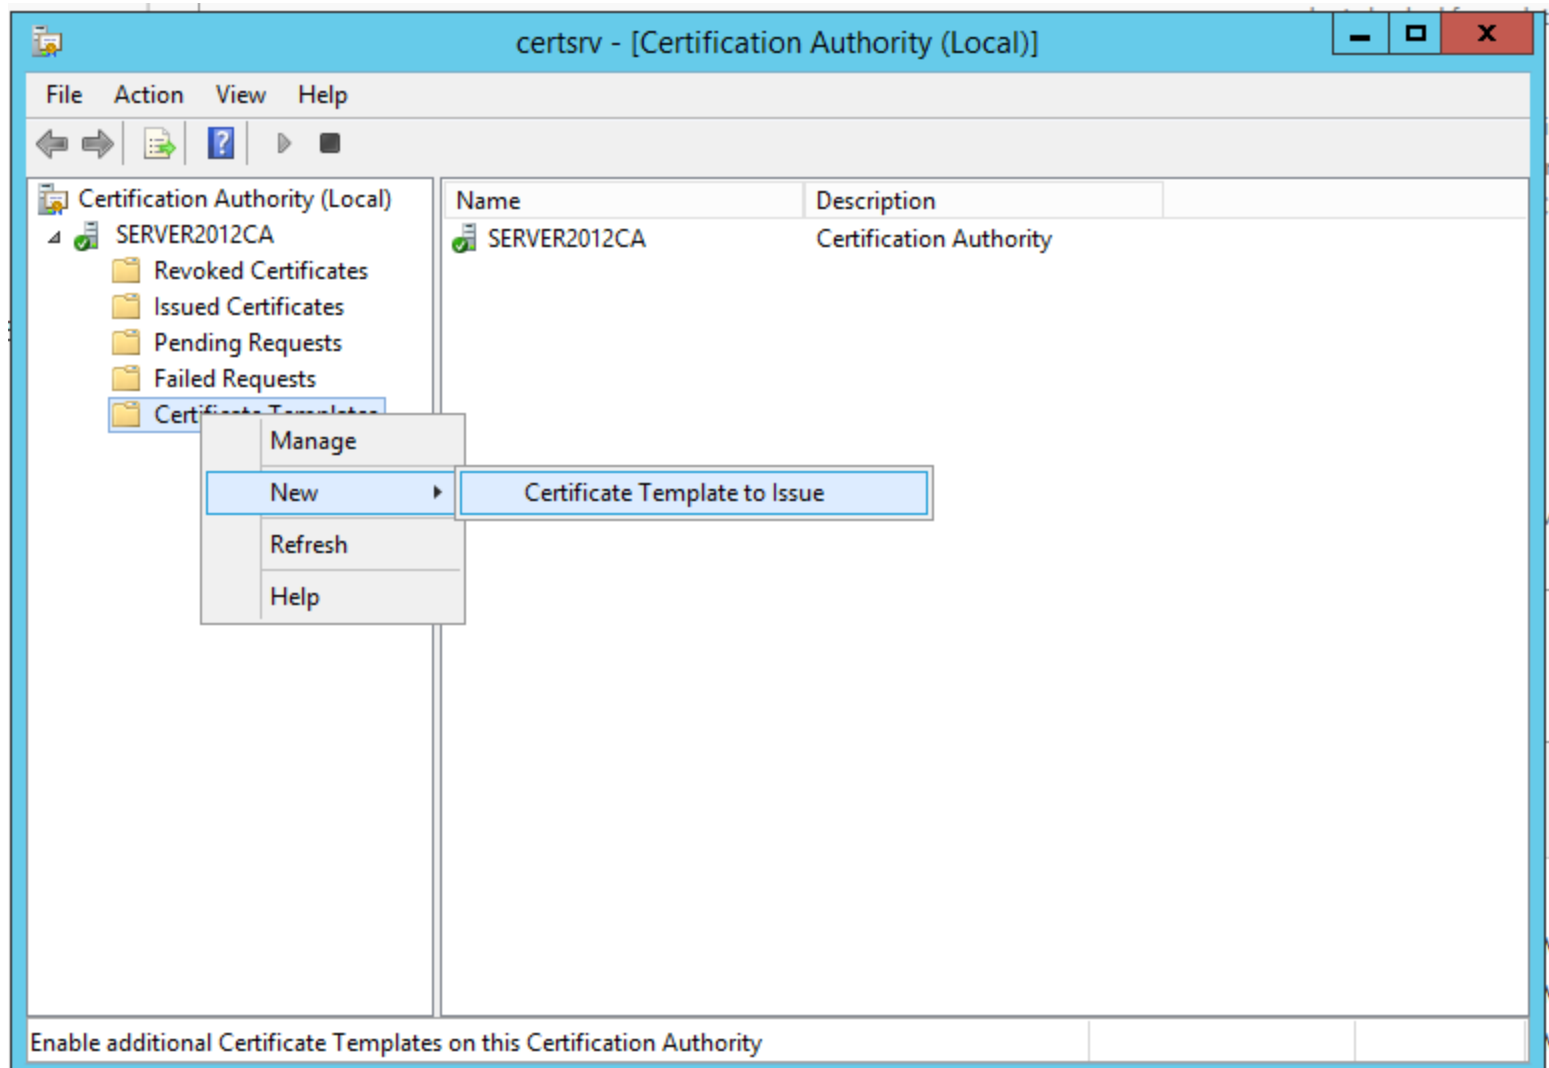 certsrv - [Certification Authority (Local)]
File Action View Help
Certification Authority (Local)
SERVER2012CA
Revoked Certificates
Issued Certificates
Pending Requests
Failed Requests
Certificate Templates
Name Description
SERVER2012CA Certification Authority
Manage
New
Certificate Template to Issue
Refresh
Help
Enable additional Certificate Templates on this Certification Authority